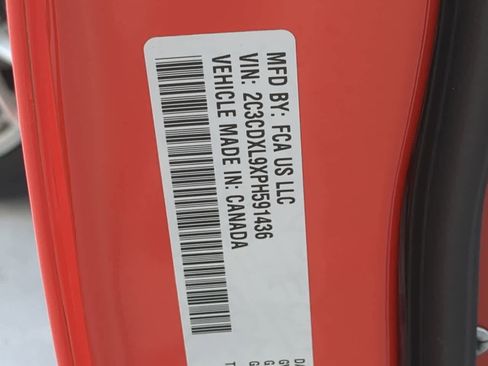 MFD BY: FCA US LLC
VIN: 2C3CDXL9XPH591436
VEHICLE MADE IN: CANADA